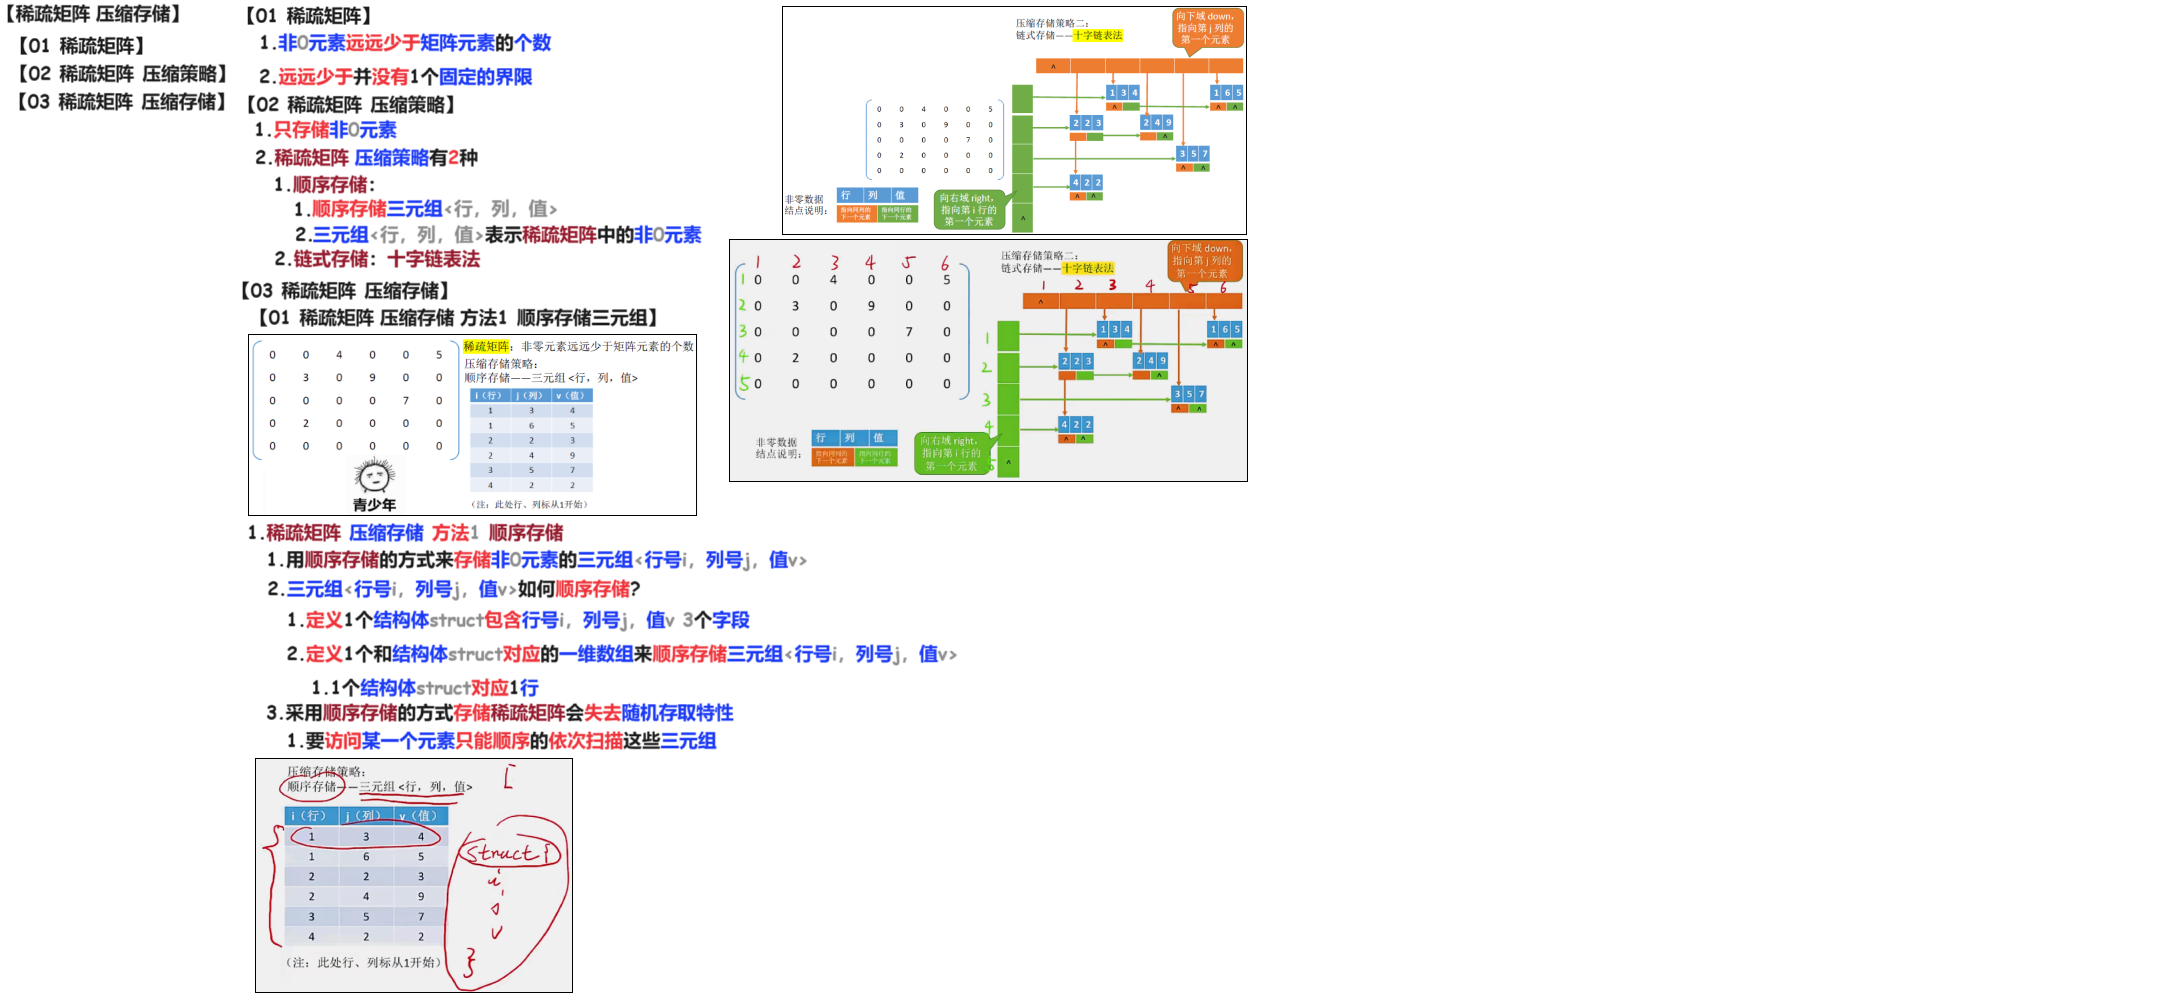 【稀疏矩阵 压缩存储】
【01 稀疏矩阵】
【02 稀疏矩阵 压缩策略】
【03 稀疏矩阵 压缩存储】
【01 稀疏矩阵】
1.非0元素远远少于矩阵元素的个数
2.远远少于并没有1个固定的界限
【02 稀疏矩阵 压缩策略】
1.只存储非0元素
2.稀疏矩阵 压缩策略有2种
1.顺序存储：
1.顺序存储三元组<行，列，值>
2.三元组<行，列，值>表示稀疏矩阵中的非0元素
2.链式存储：十字链表法
【03 稀疏矩阵 压缩存储】
【01 稀疏矩阵 压缩存储 方法1 顺序存储三元组】
0 0 4 0 0 5
0 3 0 9 0 0
0 0 0 0 7 0
0 2 0 0 0 0
0 0 0 0 0 0
青少年
稀疏矩阵：非零元素远远少于矩阵元素的个数
压缩存储策略：
顺序存储——三元组 <行，列，值>
i（行） j（列） v（值）
1 3 4
1 6 5
2 2 3
2 4 9
3 5 7
4 2 2
（注：此处行、列标从1开始）
1.稀疏矩阵 压缩存储 方法1 顺序存储
1.用顺序存储的方式来存储非0元素的三元组<行号i，列号j，值v>
2.三元组<行号i，列号j，值v>如何顺序存储?
1.定义1个结构体struct包含行号i，列号j，值v 3个字段
2.定义1个和结构体struct对应的一维数组来顺序存储三元组<行号i，列号j，值v>
1.1个结构体struct对应1行
3.采用顺序存储的方式存储稀疏矩阵会失去随机存取特性
1.要访问某一个元素只能顺序的依次扫描这些三元组
压缩存储策略：
顺序存储——三元组 <行，列，值>
i（行） j（列） v（值）
1 3 4
1 6 5
2 2 3
2 4 9
3 5 7
4 2 2
（注：此处行、列标从1开始）
struct {
i
v
}
压缩存储策略二：
链式存储——十字链表法
向下域 down，
指向第 j 列的
第一个元素
^
1 3 4
1 6 5
^
^ ^
2 2 3
2 4 9
^
3 5 7
^ ^
4 2 2
^ ^
^
0 0 4 0 0 5
0 3 0 9 0 0
0 0 0 0 7 0
0 2 0 0 0 0
0 0 0 0 0 0
非零数据
结点说明：
行 列 值
指向同列的
下一个元素
指向同行的
下一个元素
向右域 right，
指向第 i 行的
第一个元素
1 2 3 4 5 6
1 0 0 4 0 0 5
2 0 3 0 9 0 0
3 0 0 0 0 7 0
4 0 2 0 0 0 0
5 0 0 0 0 0 0
非零数据
结点说明：
行 列 值
指向同列的
下一个元素
指向同行的
下一个元素
压缩存储策略二：
链式存储——十字链表法
向下域 down，
指向第 j 列的
第一个元素
1 2 3 4 5 6
^
1
1 3 4
1 6 5
^
^ ^
2
2 2 3
2 4 9
^
3
3 5 7
^ ^
4
4 2 2
^ ^
向右域 right，
指向第 i 行的
第一个元素
^